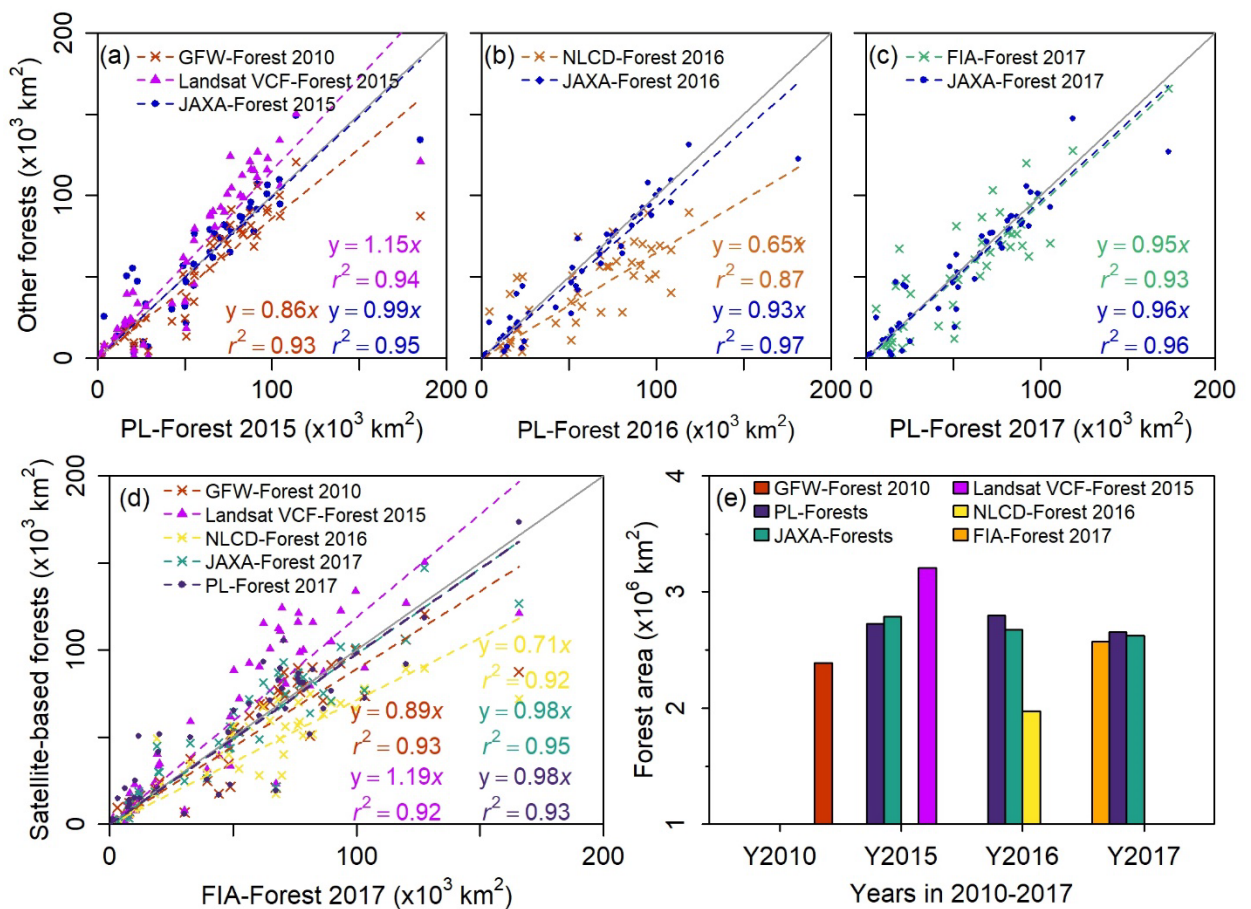 (a)
GFW-Forest 2010
Landsat VCF-Forest 2015
JAXA-Forest 2015
y = 1.15x
r² = 0.94
y = 0.86x
r² = 0.93
y = 0.99x
r² = 0.95
0
100
200
0
100
200
Other forests (x10³ km²)
PL-Forest 2015 (x10³ km²)
(b)
NLCD-Forest 2016
JAXA-Forest 2016
y = 0.65x
r² = 0.87
y = 0.93x
r² = 0.97
0
100
200
PL-Forest 2016 (x10³ km²)
(c)
FIA-Forest 2017
JAXA-Forest 2017
y = 0.95x
r² = 0.93
y = 0.96x
r² = 0.96
0
100
200
PL-Forest 2017 (x10³ km²)
(d)
GFW-Forest 2010
Landsat VCF-Forest 2015
NLCD-Forest 2016
JAXA-Forest 2017
PL-Forest 2017
y = 0.71x
r² = 0.92
y = 0.89x
r² = 0.93
y = 0.98x
r² = 0.95
y = 1.19x
r² = 0.92
y = 0.98x
r² = 0.93
0
100
200
0
100
200
Satellite-based forests (x10³ km²)
FIA-Forest 2017 (x10³ km²)
(e)
GFW-Forest 2010
PL-Forests
JAXA-Forests
Landsat VCF-Forest 2015
NLCD-Forest 2016
FIA-Forest 2017
4
3
2
1
Forest area (x10⁶ km²)
Y2010
Y2015
Y2016
Y2017
Years in 2010-2017